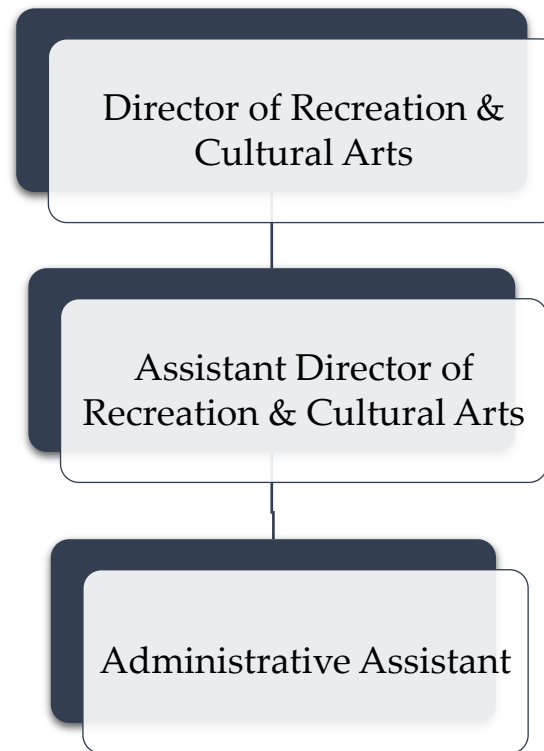 Director of Recreation &
Cultural Arts
Assistant Director of
Recreation & Cultural Arts
Administrative Assistant